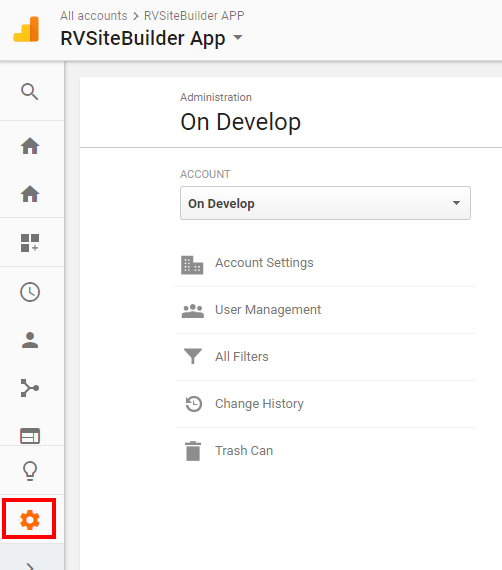 All accounts > RVSiteBuilder APP
RVSiteBuilder App
Administration
On Develop
ACCOUNT
On Develop
Account Settings
User Management
All Filters
Change History
Trash Can